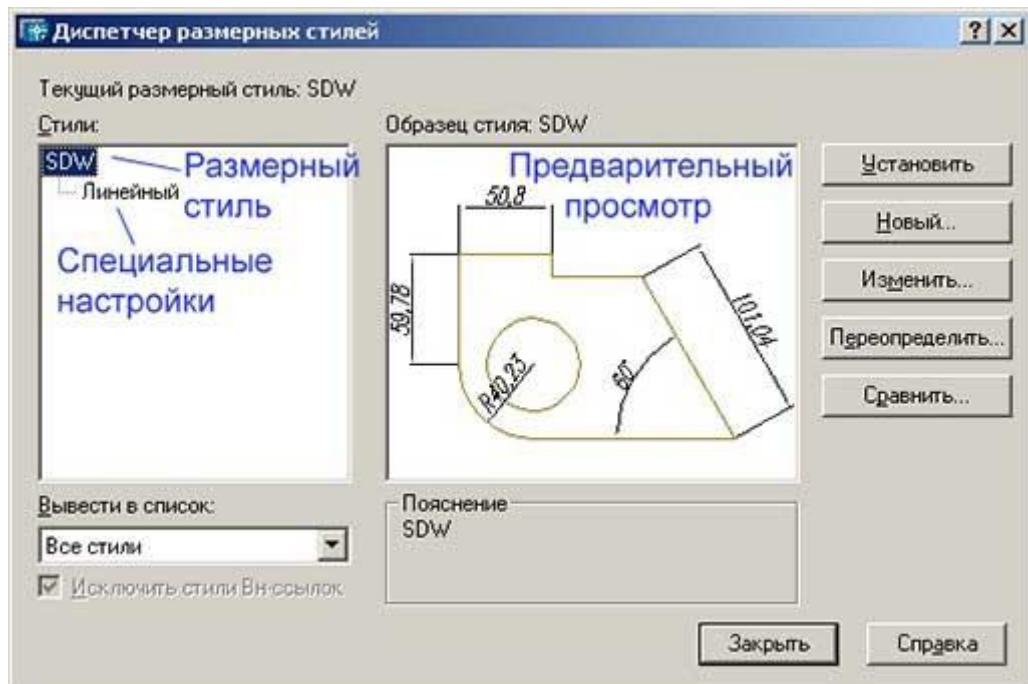 Диспетчер размерных стилей
Текущий размерный стиль: SDW
Стили:
SDW
Линейный
Размерный
стиль
Специальные
настройки
Образец стиля: SDW
Предварительный
просмотр
50,8
59,78
101,04
R40,23
60°
Установить
Новый...
Изменить...
Переопределить...
Сравнить...
Вывести в список:
Все стили
Исключить стили Вн-ссылок
Пояснение
SDW
Закрыть
Справка